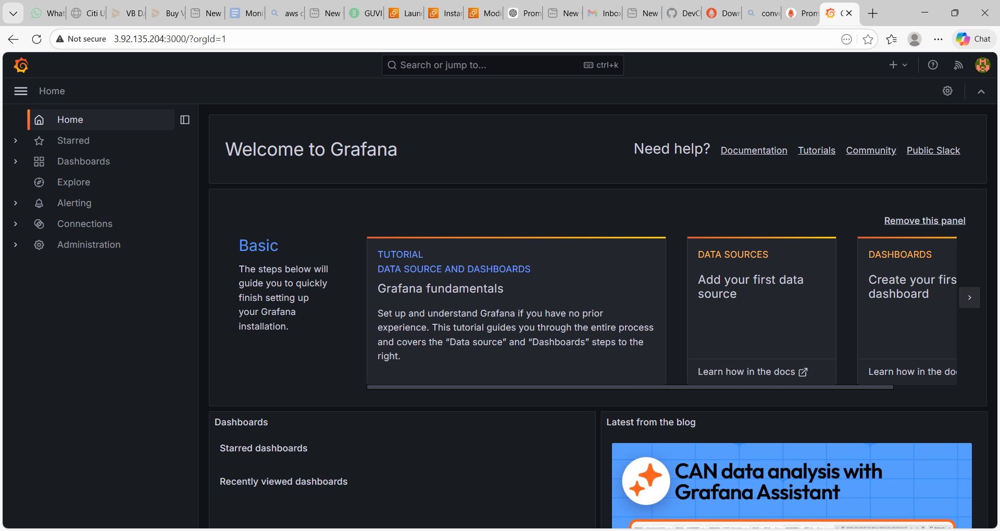 What
Citi U
VB D
Buy V
New
Moni
aws c
New
GUVI
Laun
Instan
Modi
Prom
New
Inbox
New
DevO
Down
conve
Prom
Not secure 3.92.135.204:3000/?orgId=1
Chat
Search or jump to...
ctrl+k
Home
Home
Starred
Dashboards
Explore
Alerting
Connections
Administration
Welcome to Grafana
Need help? Documentation Tutorials Community Public Slack
Remove this panel
Basic
The steps below will
guide you to quickly
finish setting up
your Grafana
installation.
TUTORIAL
DATA SOURCE AND DASHBOARDS
Grafana fundamentals
Set up and understand Grafana if you have no prior
experience. This tutorial guides you through the entire process
and covers the “Data source” and “Dashboards” steps to the
right.
DATA SOURCES
Add your first data
source
Learn how in the docs
DASHBOARDS
Create your firs
dashboard
Learn how in the do
Dashboards
Starred dashboards
Recently viewed dashboards
Latest from the blog
CAN data analysis with
Grafana Assistant